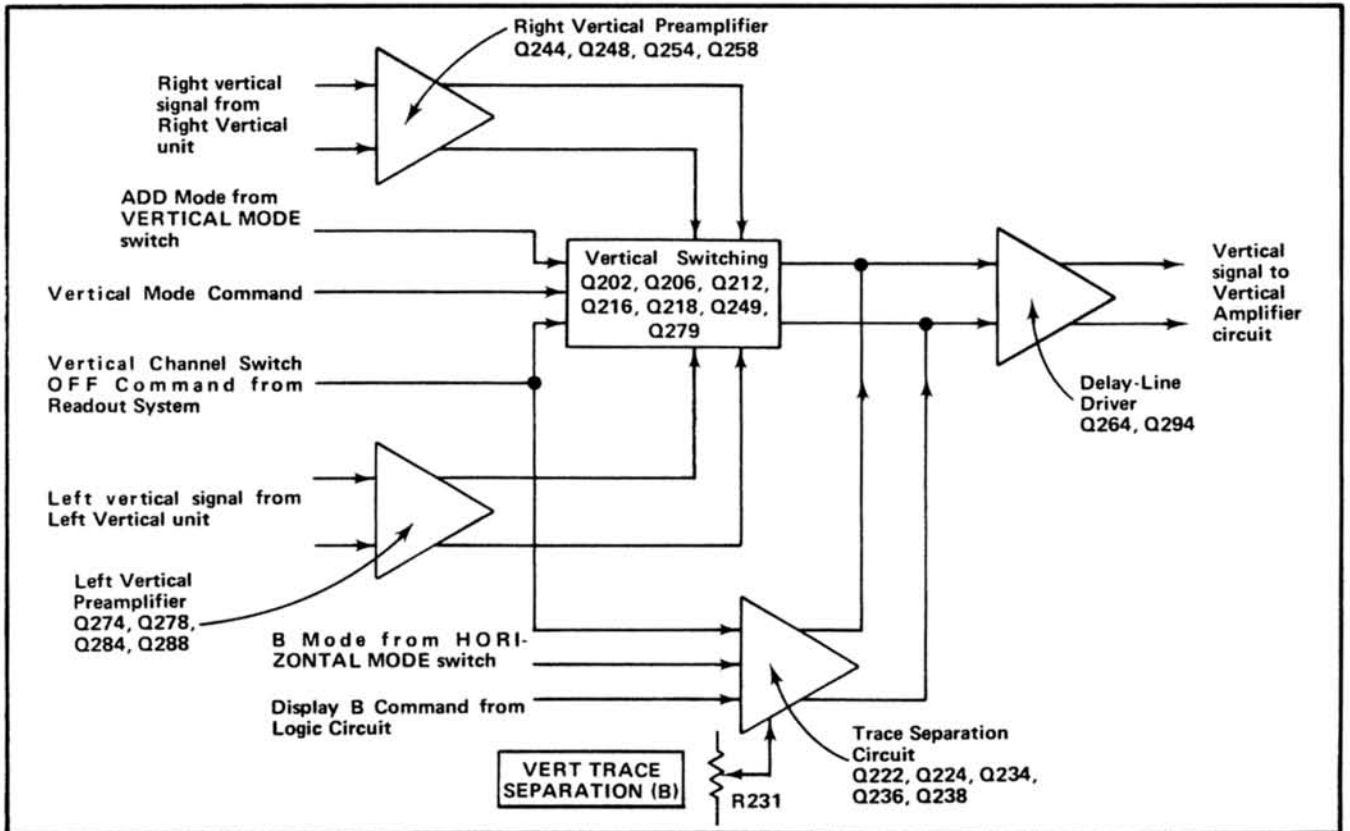 Right Vertical Preamplifier
Q244, Q248, Q254, Q258
Right vertical
signal from
Right Vertical
unit
ADD Mode from
VERTICAL MODE
switch
Vertical Mode Command
Vertical Channel Switch
OFF Command from
Readout System
Vertical Switching
Q202, Q206, Q212,
Q216, Q218, Q249,
Q279
Vertical
signal to
Vertical
Amplifier
circuit
Delay-Line
Driver
Q264, Q294
Left vertical signal from
Left Vertical unit
Left Vertical
Preamplifier
Q274, Q278,
Q284, Q288
B Mode from HORI-
ZONTAL MODE switch
Display B Command from
Logic Circuit
VERT TRACE
SEPARATION (B)
R231
Trace Separation
Circuit
Q222, Q224, Q234,
Q236, Q238